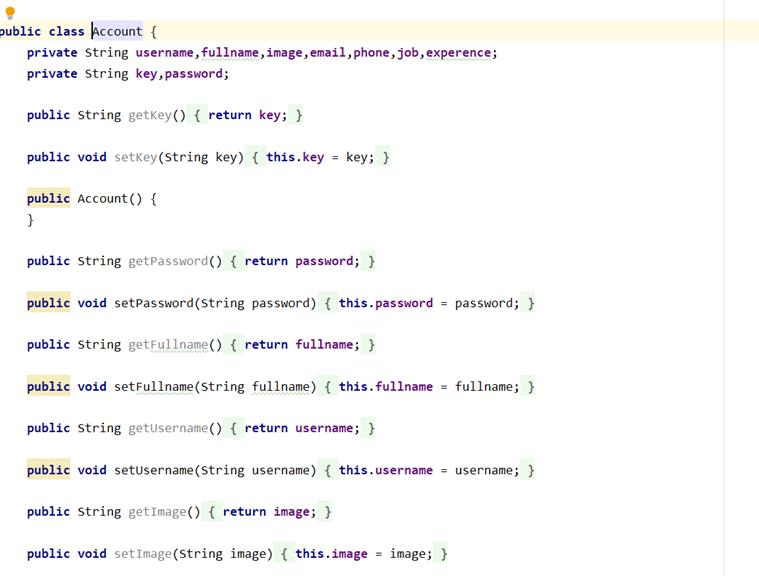 public class Account {
private String username,fullname,image,email,phone,job,experence;
private String key,password;
public String getKey() { return key; }
public void setKey(String key) { this.key = key; }
public Account() {
}
public String getPassword() { return password; }
public void setPassword(String password) { this.password = password; }
public String getFullname() { return fullname; }
public void setFullname(String fullname) { this.fullname = fullname; }
public String getUsername() { return username; }
public void setUsername(String username) { this.username = username; }
public String getImage() { return image; }
public void setImage(String image) { this.image = image; }